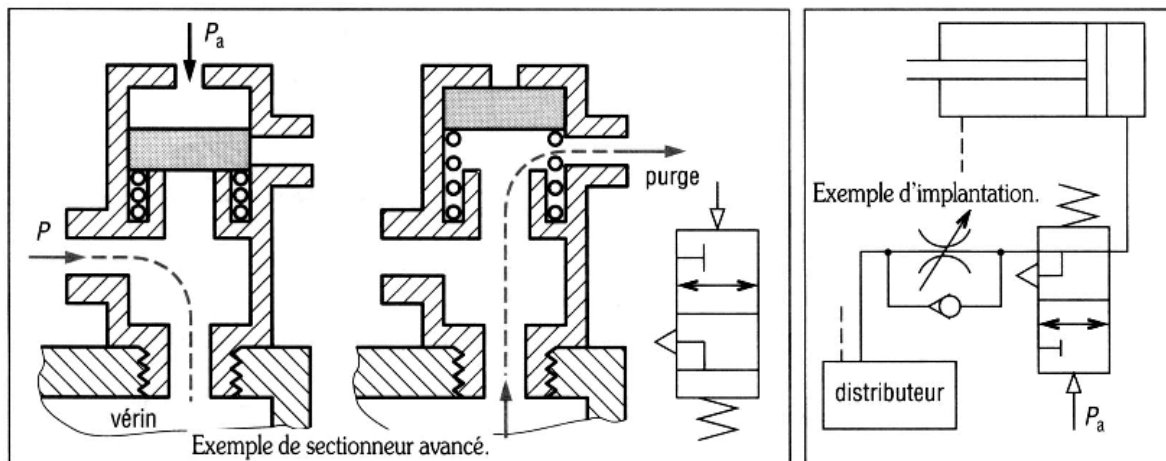 Pa
P
purge
vérin
Exemple de sectionneur avancé.
Exemple d'implantation.
distributeur
Pa